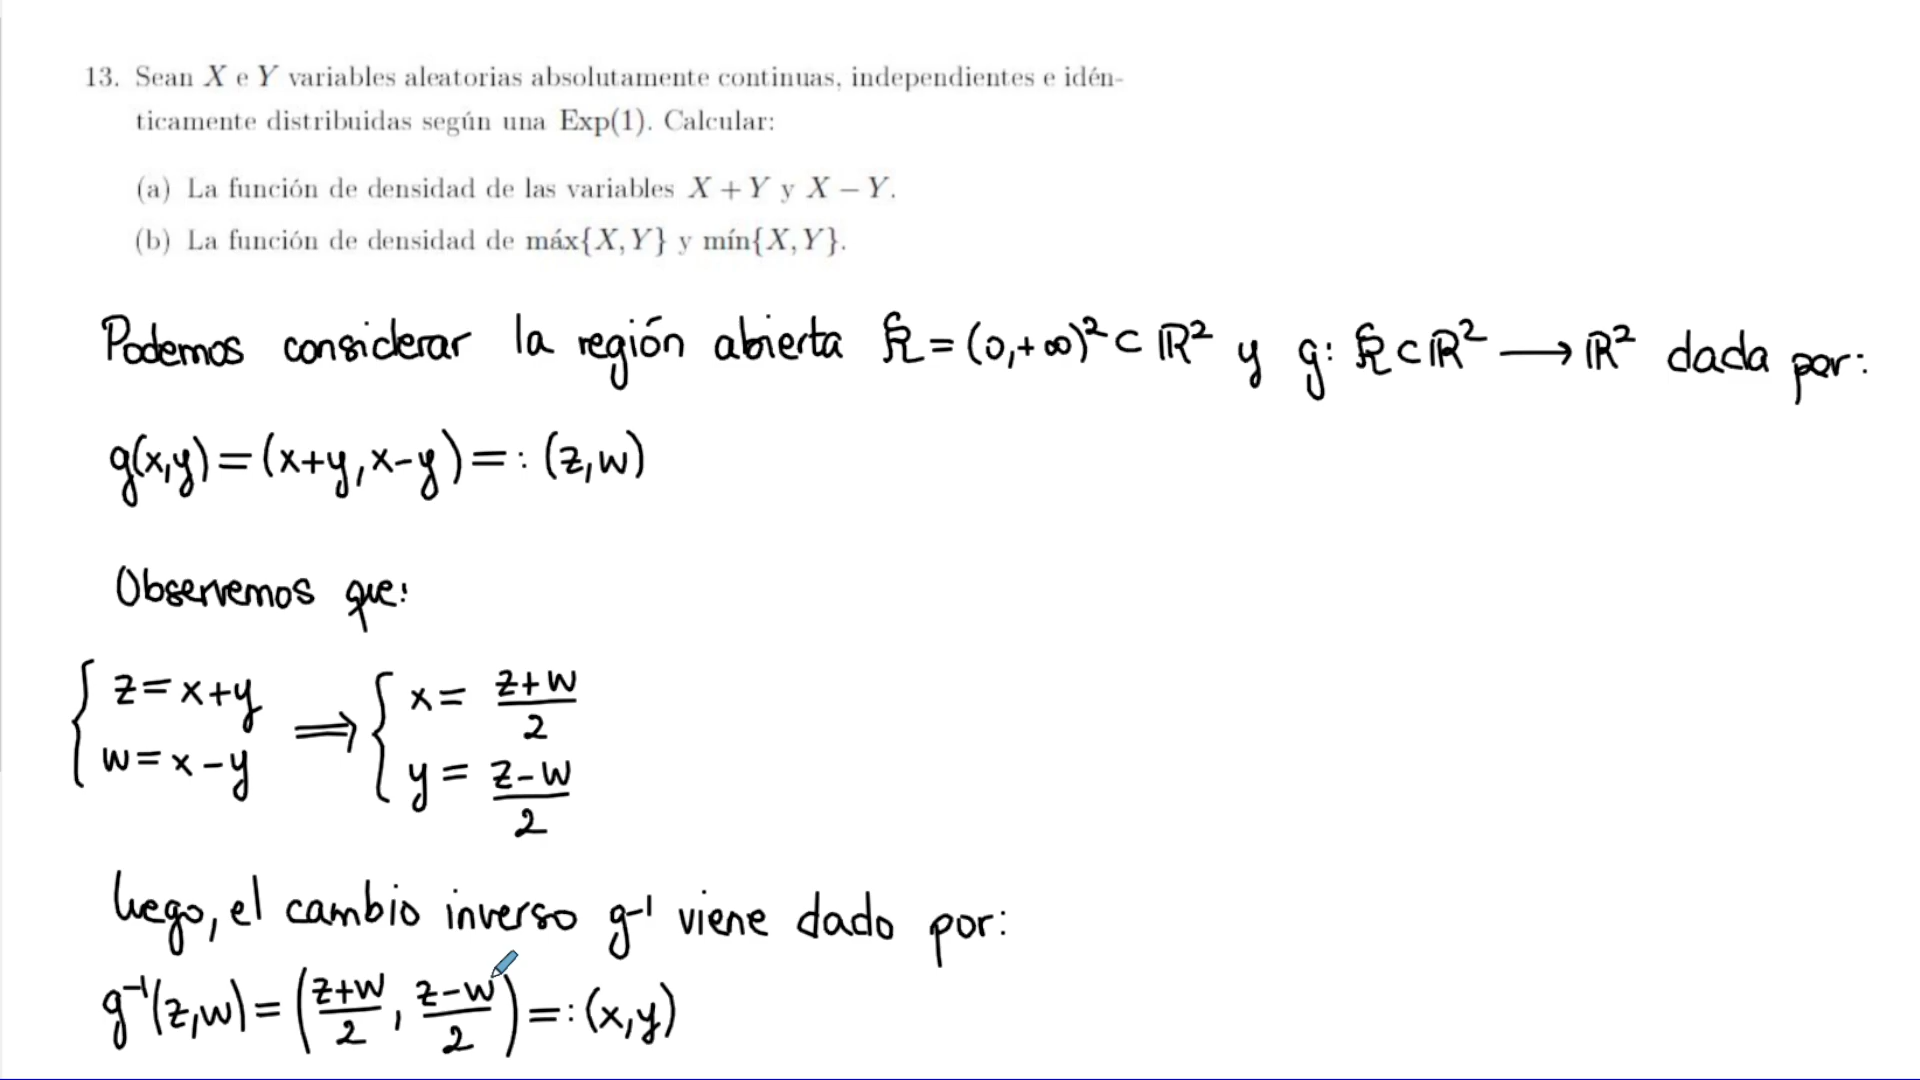 13. Sean X e Y variables aleatorias absolutamente continuas, independientes e idén-
ticamente distribuidas según una Exp(1). Calcular:
(a) La función de densidad de las variables X + Y y X − Y.
(b) La función de densidad de máx{X, Y} y mín{X, Y}.
Podemos considerar la región abierta ℛ = (0,+∞)² ⊂ ℝ² y g: ℛ ⊂ ℝ² ⟶ ℝ² dada por:
g(x,y) = (x+y, x−y) =: (z,w)
Observemos que:
{ z = x+y ⟹ { x = (z+w)/2
w = x−y y = (z−w)/2
Luego, el cambio inverso g⁻¹ viene dado por:
g⁻¹(z,w) = ((z+w)/2, (z−w)/2) =: (x,y)